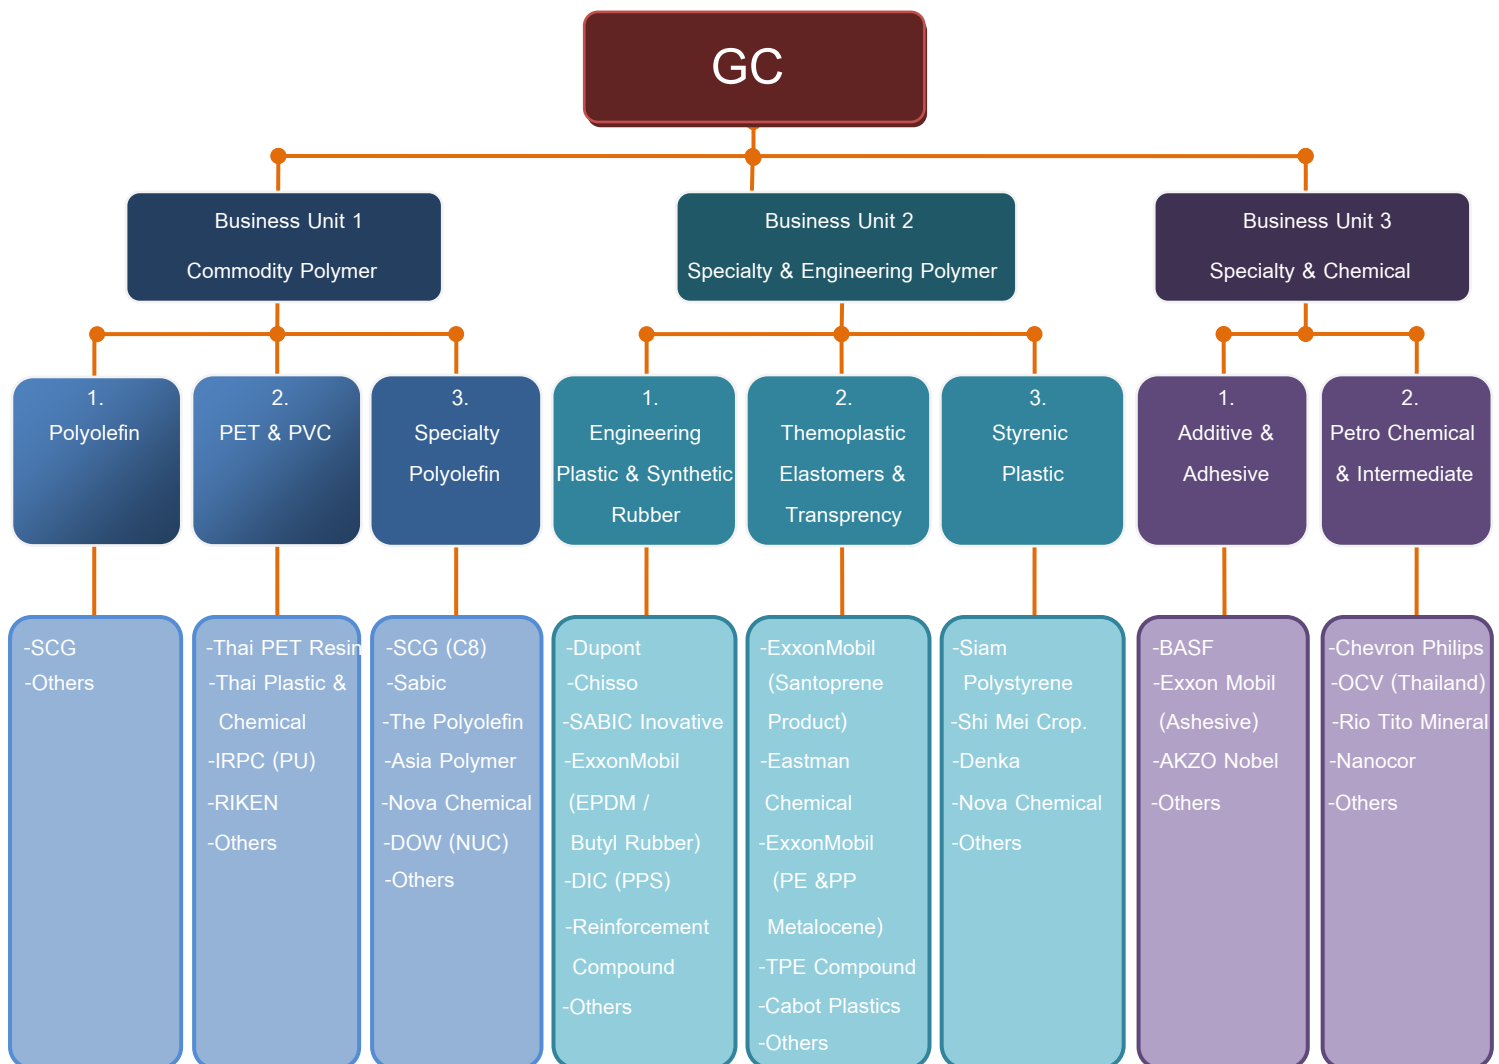 GC
Business Unit 1
Commodity Polymer
Business Unit 2
Specialty & Engineering Polymer
Business Unit 3
Specialty & Chemical
1.
Polyolefin
2.
PET & PVC
3.
Specialty
Polyolefin
1.
Engineering
Plastic & Synthetic
Rubber
2.
Themoplastic
Elastomers &
Transprency
3.
Styrenic
Plastic
1.
Additive &
Adhesive
2.
Petro Chemical
& Intermediate
-SCG
-Others
-Thai PET Resin
-Thai Plastic &
Chemical
-IRPC (PU)
-RIKEN
-Others
-SCG (C8)
-Sabic
-The Polyolefin
-Asia Polymer
-Nova Chemical
-DOW (NUC)
-Others
-Dupont
-Chisso
-SABIC Inovative
-ExxonMobil
(EPDM /
Butyl Rubber)
-DIC (PPS)
-Reinforcement
Compound
-Others
-ExxonMobil
(Santoprene
Product)
-Eastman
Chemical
-ExxonMobil
(PE &PP
Metalocene)
-TPE Compound
-Cabot Plastics
-Others
-Siam
Polystyrene
-Shi Mei Crop.
-Denka
-Nova Chemical
-Others
-BASF
-Exxon Mobil
(Ashesive)
-AKZO Nobel
-Others
-Chevron Philips
-OCV (Thailand)
-Rio Tito Mineral
-Nanocor
-Others